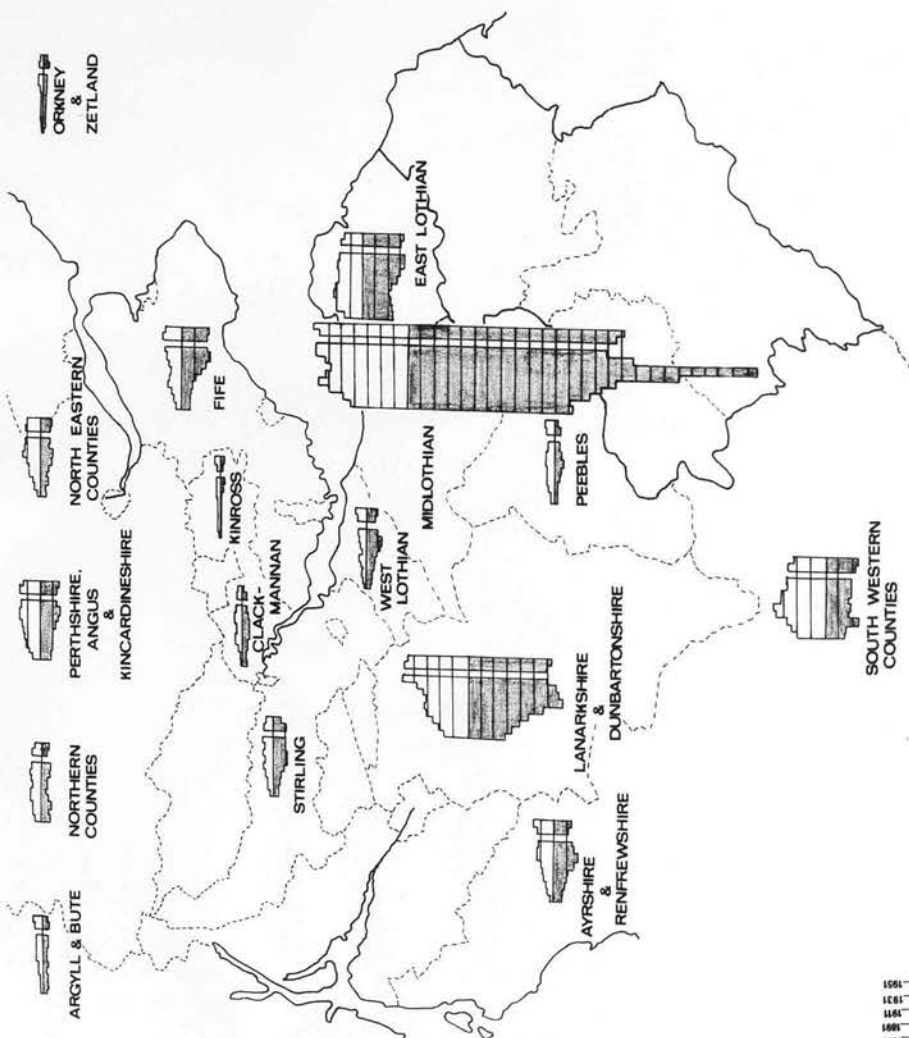 ORKNEY
&
ZETLAND
NORTH EASTERN
COUNTIES
PERTHSHIRE,
ANGUS
&
KINCARDINESHIRE
NORTHERN
COUNTIES
ARGYLL & BUTE
FIFE
KINROSS
CLACK-
MANNAN
STIRLING
EAST LOTHIAN
MIDLOTHIAN
WEST
LOTHIAN
PEEBLES
LANARKSHIRE
&
DUNBARTONSHIRE
AYRSHIRE
&
RENFREWSHIRE
SOUTH WESTERN
COUNTIES
1951
1931
1911
1891